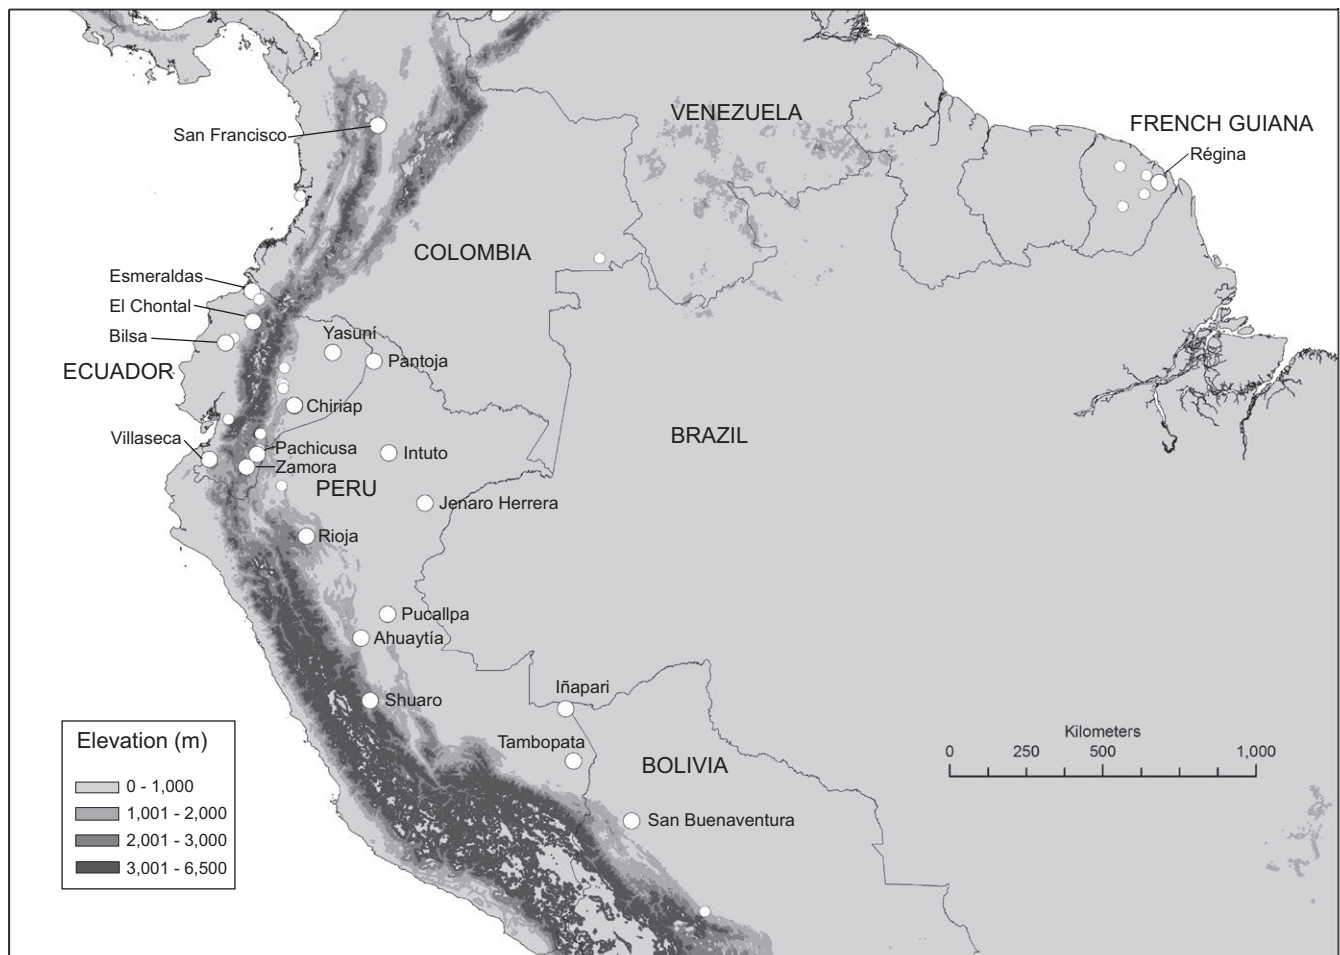 VENEZUELA
FRENCH GUIANA
San Francisco
Régina
COLOMBIA
Esmeraldas
El Chontal
Bilsa
Yasuní
Pantoja
ECUADOR
Chiriap
Villaseca
Pachicusa
Zamora
Intuto
BRAZIL
PERU
Jenaro Herrera
Rioja
Pucallpa
Ahuaytía
Shuaro
Iñapari
Tambopata
BOLIVIA
San Buenaventura
Kilometers
0 250 500 1,000
Elevation (m)
0 - 1,000
1,001 - 2,000
2,001 - 3,000
3,001 - 6,500